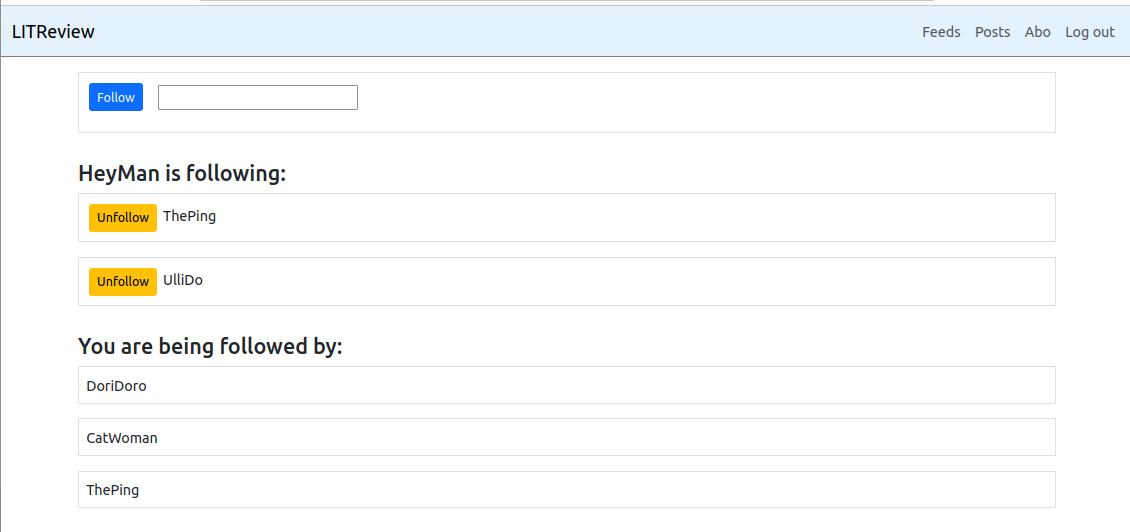 LITReview Feeds Posts Abo Log out
Follow
HeyMan is following:
Unfollow ThePing
Unfollow UlliDo
You are being followed by:
DoriDoro
CatWoman
ThePing